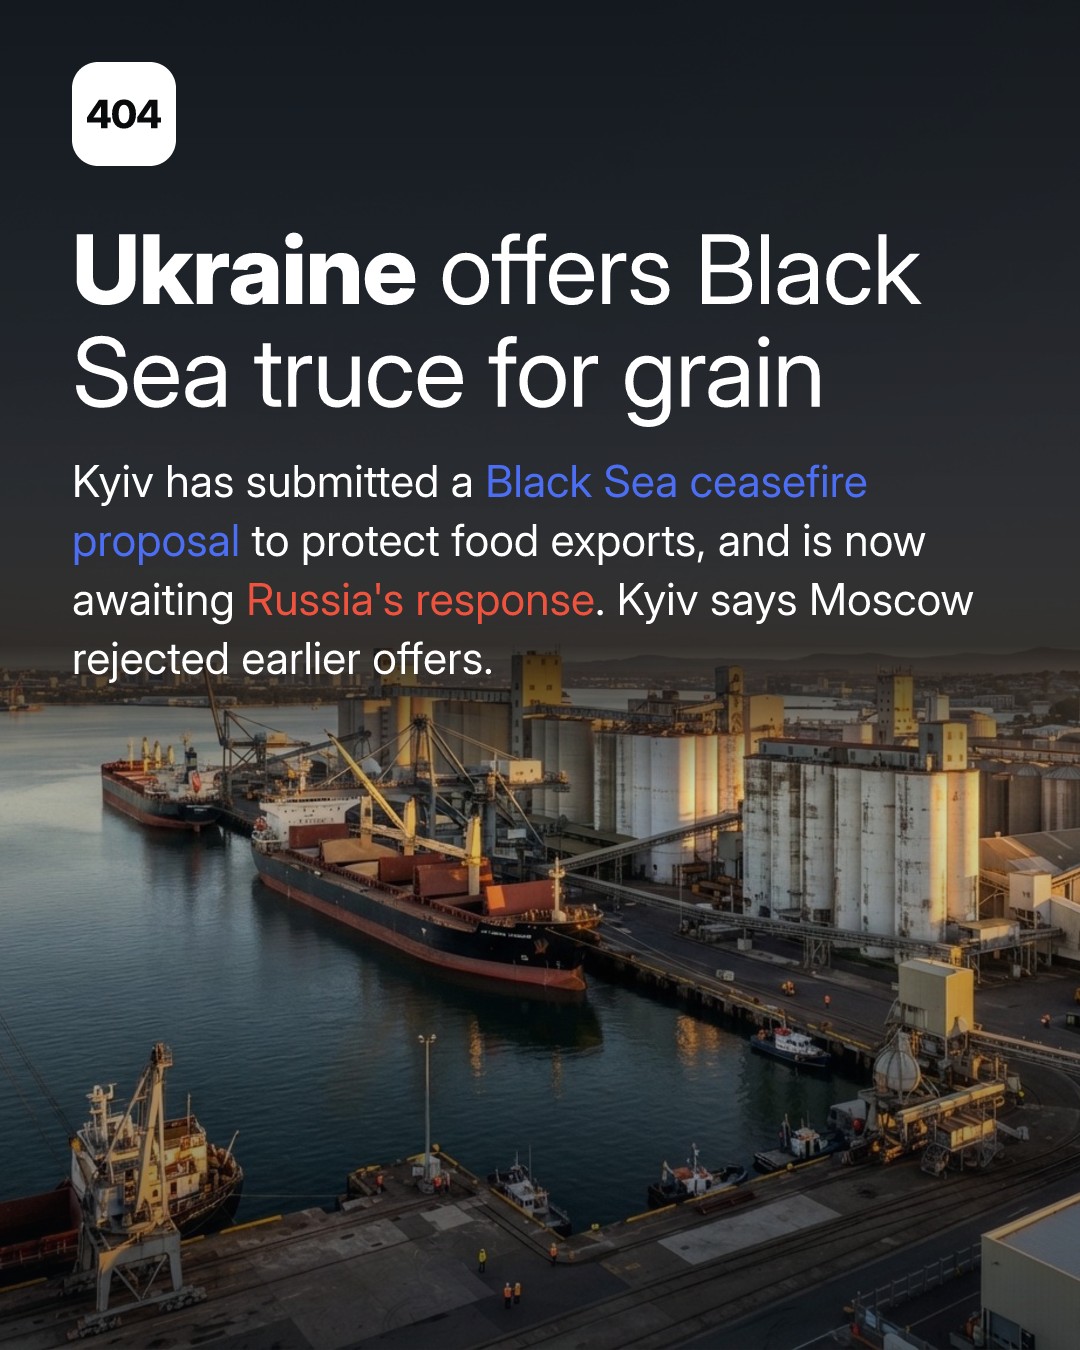 404
Ukraine offers Black
Sea truce for grain
Kyiv has submitted a Black Sea ceasefire
proposal to protect food exports, and is now
awaiting Russia's response. Kyiv says Moscow
rejected earlier offers.